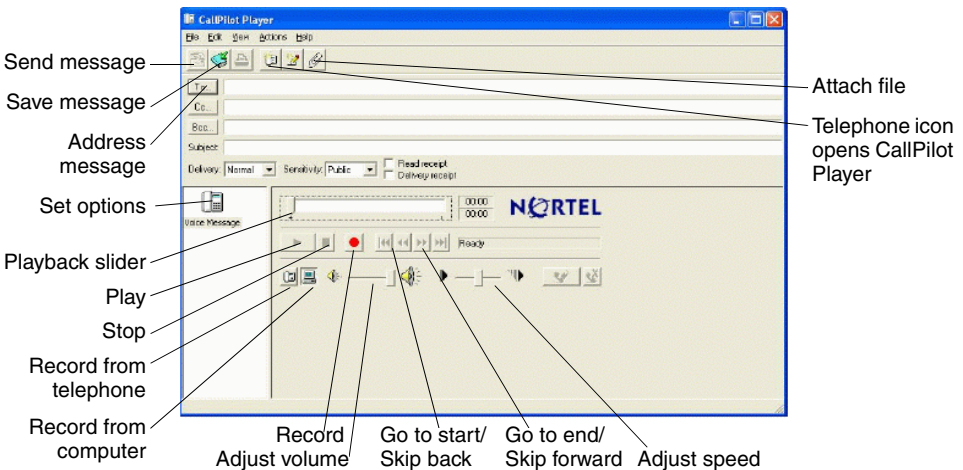 CallPilot Player
File Edit View Actions Help
Send message
Save message
Address
message
Set options
Playback slider
Play
Stop
Record from
telephone
Record from
computer
To...
Cc...
Bcc...
Subject:
Delivery: Normal Sensitivity: Public Read receipt
Delivery receipt
Voice Message
00:00
00:00
NORTEL
Ready
Attach file
Telephone icon
opens CallPilot
Player
Record
Adjust volume
Go to start/
Skip back
Go to end/
Skip forward
Adjust speed